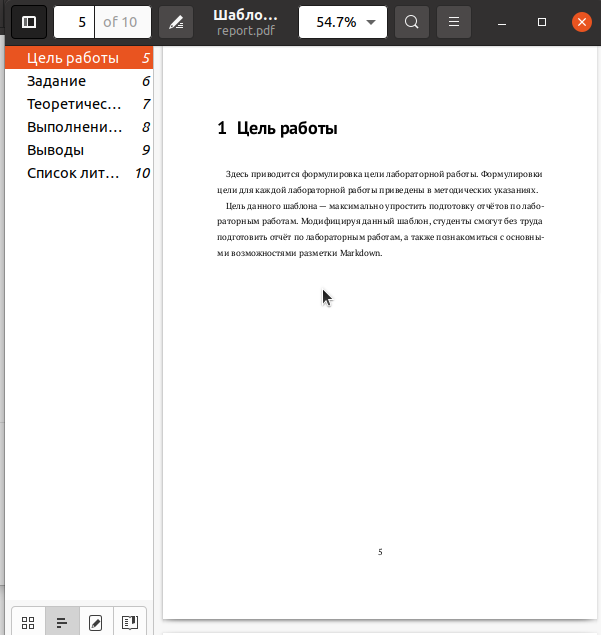 5 of 10
Шабло...
report.pdf
54.7%
Цель работы 5
Задание 6
Теоретичес... 7
Выполнени... 8
Выводы 9
Список лит... 10
1 Цель работы
Здесь приводится формулировка цели лабораторной работы. Формулировки
цели для каждой лабораторной работы приведены в методических указаниях.
Цель данного шаблона — максимально упростить подготовку отчётов по лабо-
раторным работам. Модифицируя данный шаблон, студенты смогут без труда
подготовить отчёт по лабораторным работам, а также познакомиться с основны-
ми возможностями разметки Markdown.
5